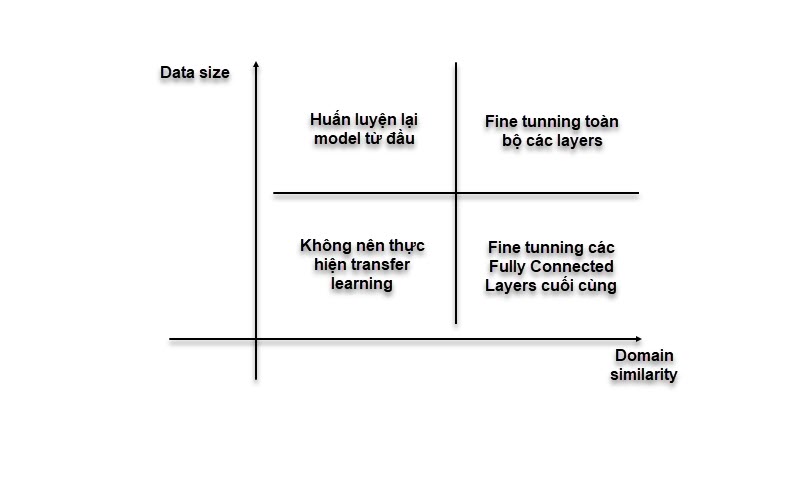 Data size
Huấn luyện lại
model từ đầu
Fine tunning toàn
bộ các layers
Không nên thực
hiện transfer
learning
Fine tunning các
Fully Connected
Layers cuối cùng
Domain
similarity